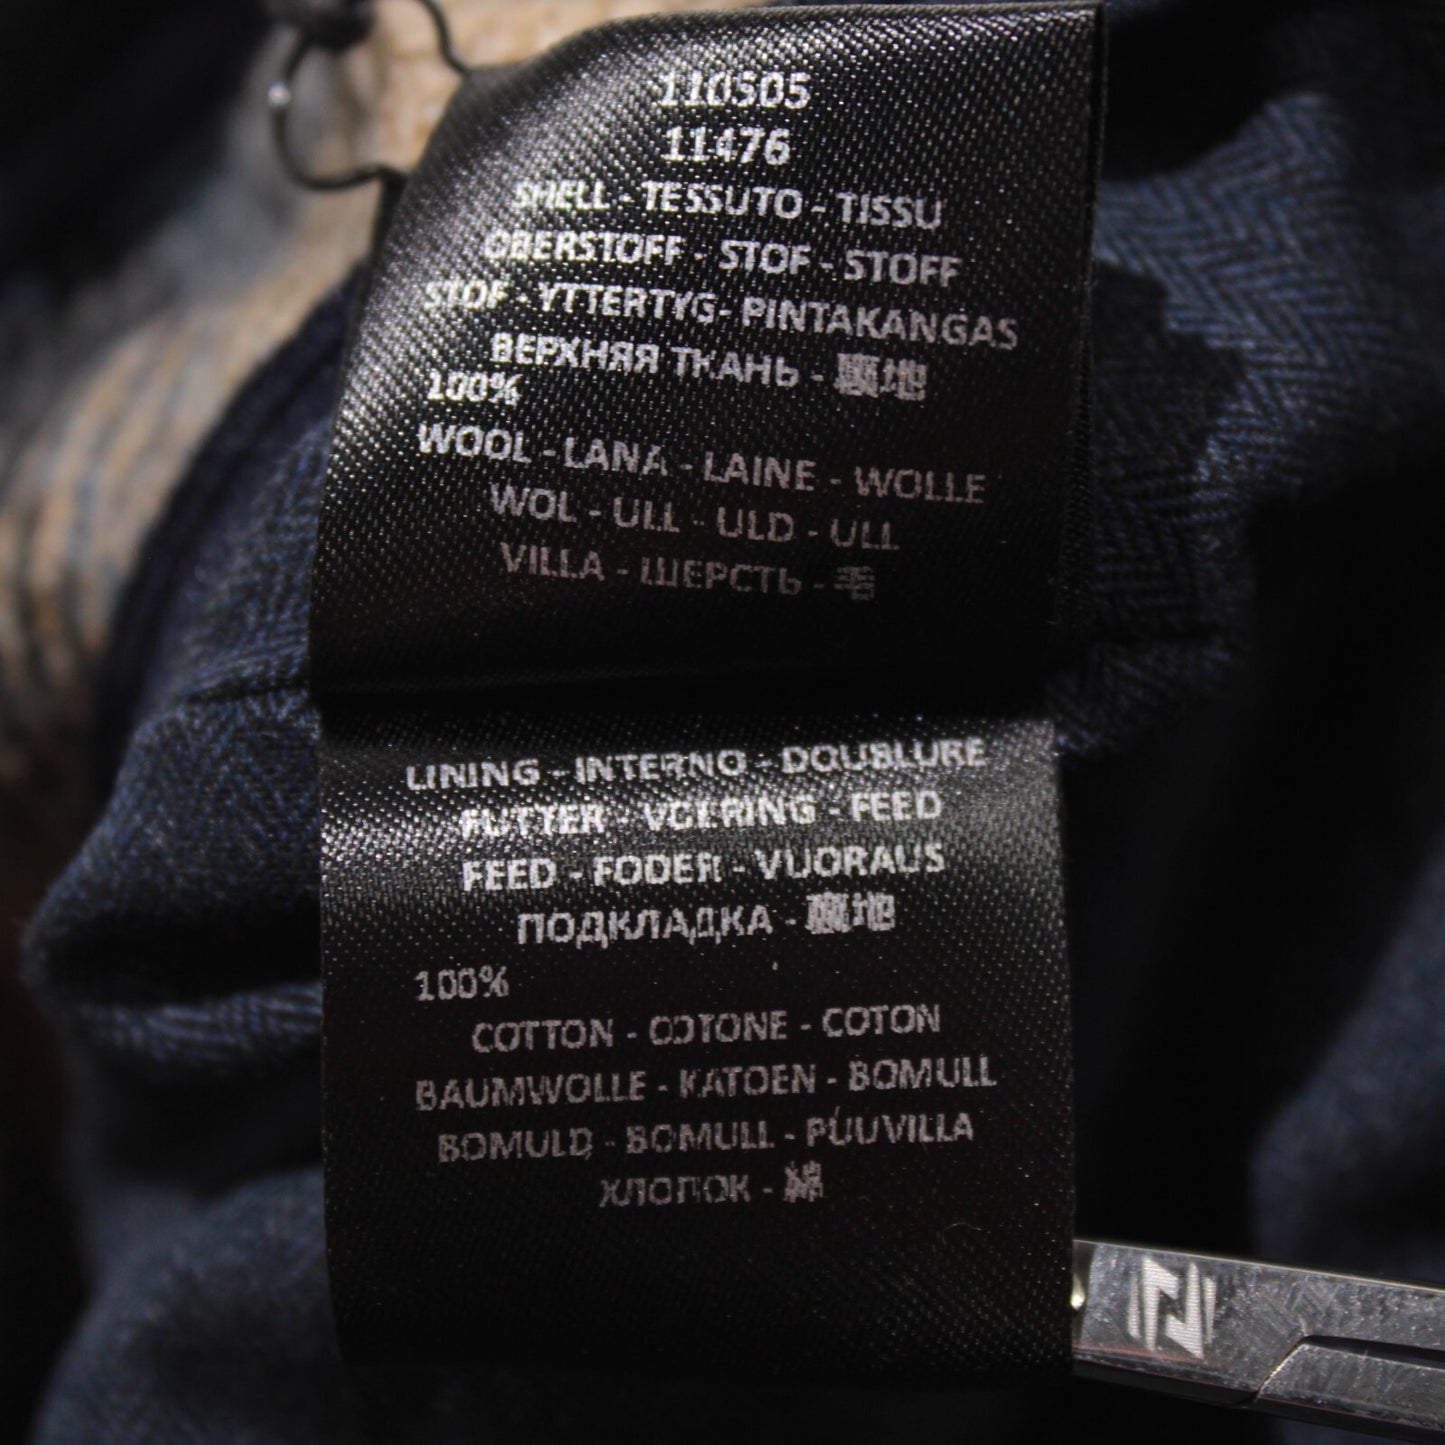 110505
11476
SHELL - TESSUTO - TISSU
OBERSTOFF - STOF - STOFF
STOF - YTTERTYG- PINTAKANGAS
ВЕРХНЯЯ ТКАНЬ - 裏地
100%
WOOL - LANA - LAINE - WOLLE
WOL - ULL - ULD - ULL
VILLA - ШЕРСТЬ - 毛
LINING - INTERNO - DOUBLURE
FUTTER - VOERING - FEED
FEED - FODER - VUORAUS
ПОДКЛАДКА - 裏地
100%
COTTON - COTONE - COTON
BAUMWOLLE - KATOEN - BOMULL
BOMULD - BOMULL - PUUVILLA
ХЛОПОК - 綿